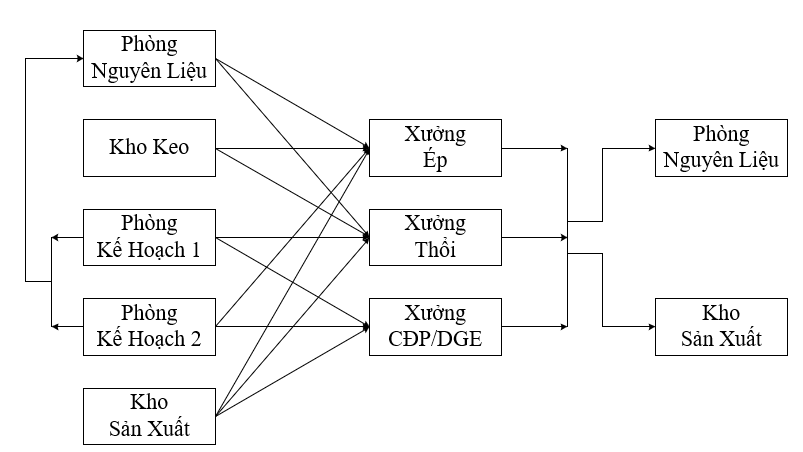 Phòng
Nguyên Liệu
Kho Keo
Phòng
Kế Hoạch 1
Phòng
Kế Hoạch 2
Kho
Sản Xuất
Xưởng
Ép
Xưởng
Thổi
Xưởng
CĐP/DGE
Phòng
Nguyên Liệu
Kho
Sản Xuất